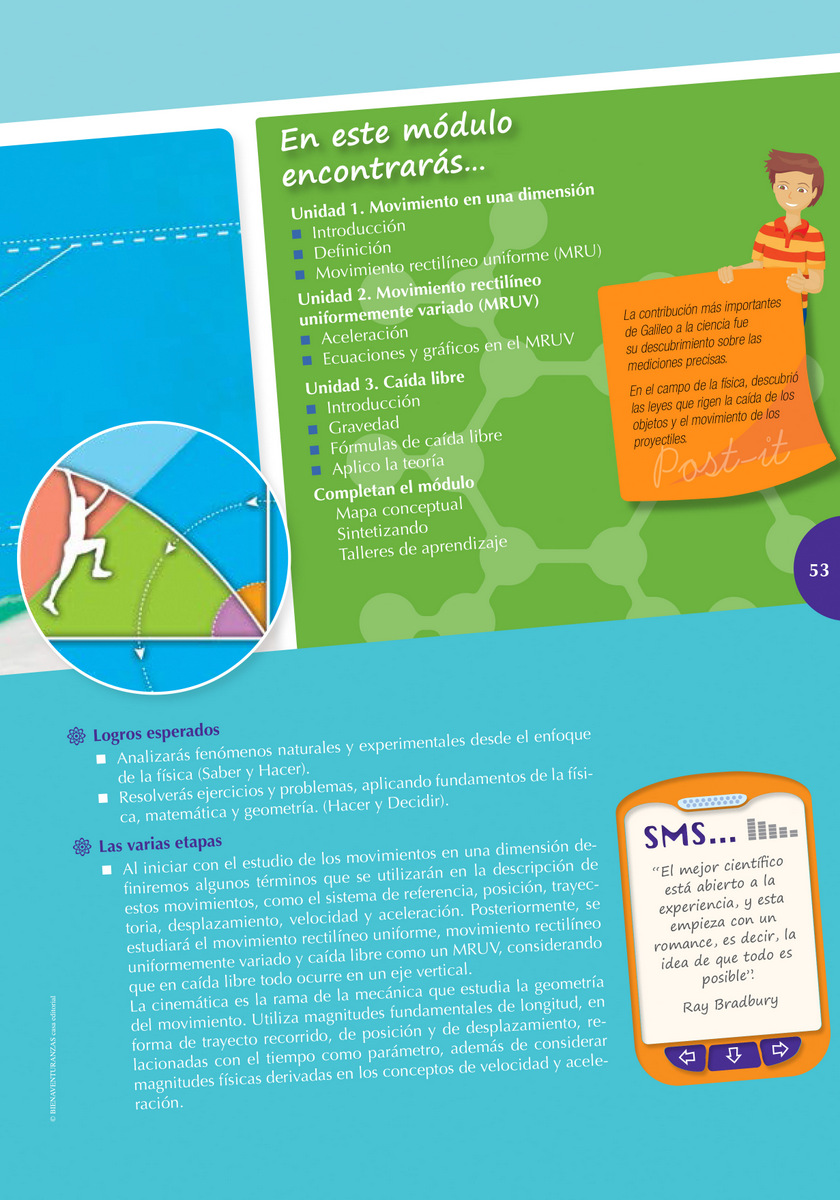 En este módulo
encontrarás...
Unidad 1. Movimiento en una dimensión
Introducción
Definición
Movimiento rectilíneo uniforme (MRU)
Unidad 2. Movimiento rectilíneo
uniformemente variado (MRUV)
Aceleración
Ecuaciones y gráficos en el MRUV
Unidad 3. Caída libre
Introducción
Gravedad
Fórmulas de caída libre
Aplico la teoría
Completan el módulo
Mapa conceptual
Sintetizando
Talleres de aprendizaje
La contribución más importantes
de Galileo a la ciencia fue
su descubrimiento sobre las
mediciones precisas.
En el campo de la física, descubrió
las leyes que rigen la caída de los
objetos y el movimiento de los
proyectiles.
Post-it
53
Logros esperados
Analizarás fenómenos naturales y experimentales desde el enfoque
de la física (Saber y Hacer).
Resolverás ejercicios y problemas, aplicando fundamentos de la físi-
ca, matemática y geometría. (Hacer y Decidir).
Las varias etapas
Al iniciar con el estudio de los movimientos en una dimensión de-
finiremos algunos términos que se utilizarán en la descripción de
estos movimientos, como el sistema de referencia, posición, trayec-
toria, desplazamiento, velocidad y aceleración. Posteriormente, se
estudiará el movimiento rectilíneo uniforme, movimiento rectilíneo
uniformemente variado y caída libre como un MRUV, considerando
que en caída libre todo ocurre en un eje vertical.
La cinemática es la rama de la mecánica que estudia la geometría
del movimiento. Utiliza magnitudes fundamentales de longitud, en
forma de trayecto recorrido, de posición y de desplazamiento, re-
lacionadas con el tiempo como parámetro, además de considerar
magnitudes físicas derivadas en los conceptos de velocidad y acele-
ración.
SMS...
“El mejor científico
está abierto a la
experiencia, y esta
empieza con un
romance, es decir, la
idea de que todo es
posible”.
Ray Bradbury
© BIENAVENTURANZAS casa editorial